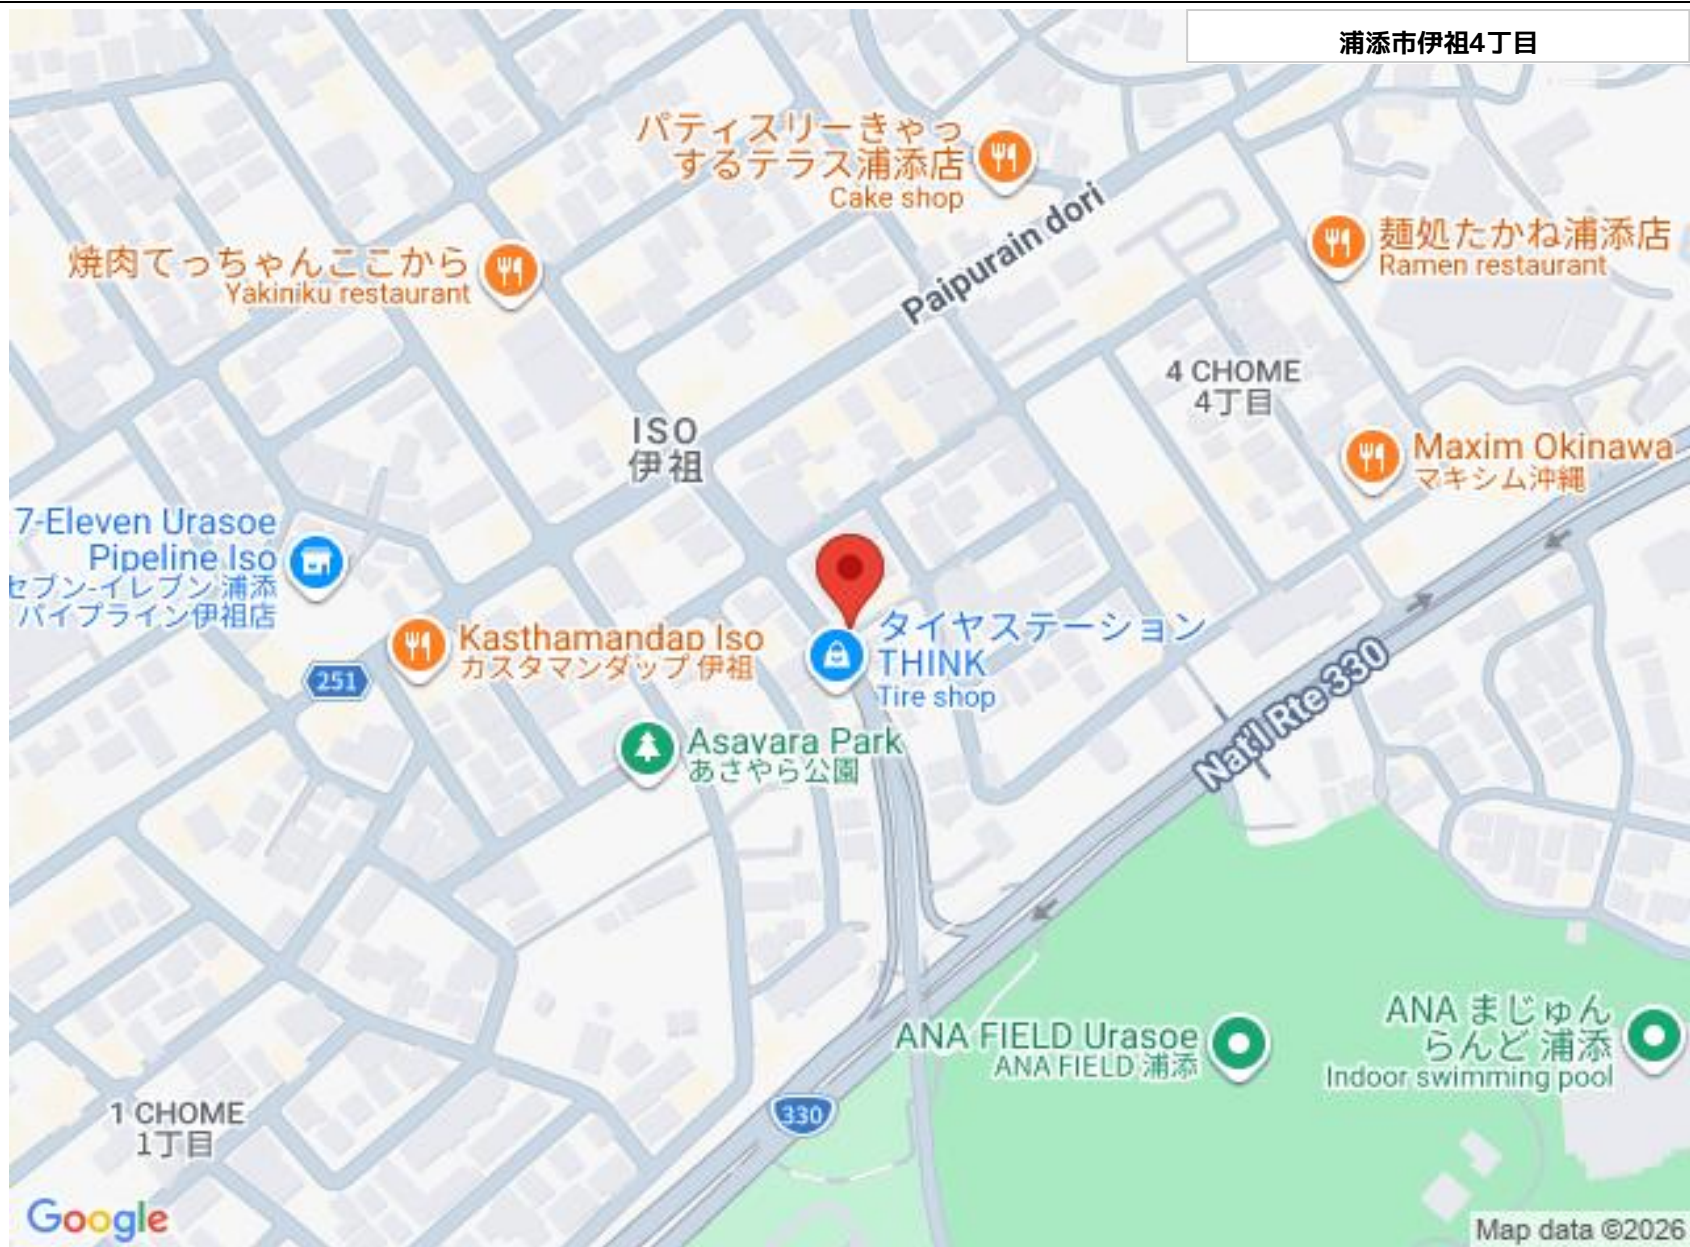 浦添市伊祖4丁目
パティスリーきゃっ
するテラス浦添店
Cake shop
Paipurain dori
麺処たかね浦添店
Ramen restaurant
焼肉てっちゃんここから
Yakiniku restaurant
4 CHOME
4丁目
ISO
伊祖
Maxim Okinawa
マキシム沖縄
7-Eleven Urasoe
Pipeline Iso
セブン-イレブン 浦添
パイプライン伊祖店
Kasthamandap Iso
カスタマンダップ 伊祖
251
タイヤステーション
THINK
Tire shop
Nat'l Rte 330
Asayara Park
あさやら公園
ANA FIELD Urasoe
ANA FIELD 浦添
ANA まじゅん
らんど 浦添
Indoor swimming pool
330
1 CHOME
1丁目
Google
Map data ©2026